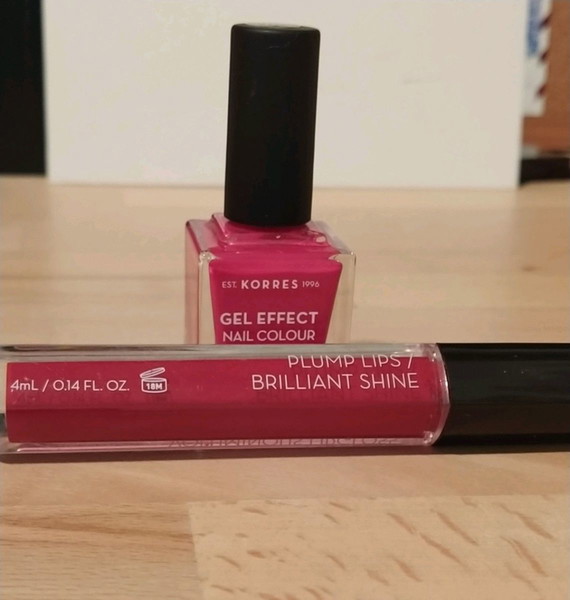 EST. KORRES 1996
GEL EFFECT
NAIL COLOUR
PLUMP LIPS /
BRILLIANT SHINE
4mL / 0.14 FL. OZ.
18M